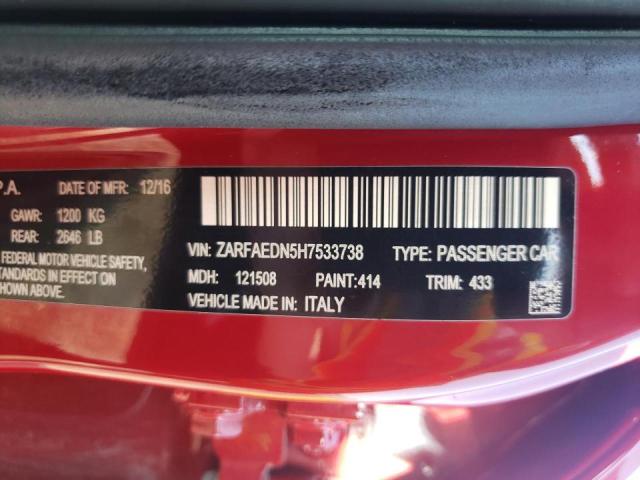 P.A. DATE OF MFR: 12/16
GAWR: 1200 KG
REAR: 2646 LB
FEDERAL MOTOR VEHICLE SAFETY,
STANDARDS IN EFFECT ON
SHOWN ABOVE.
VIN: ZARFAEDN5H7533738 TYPE: PASSENGER CAR
MDH: 121508 PAINT:414 TRIM: 433
VEHICLE MADE IN: ITALY